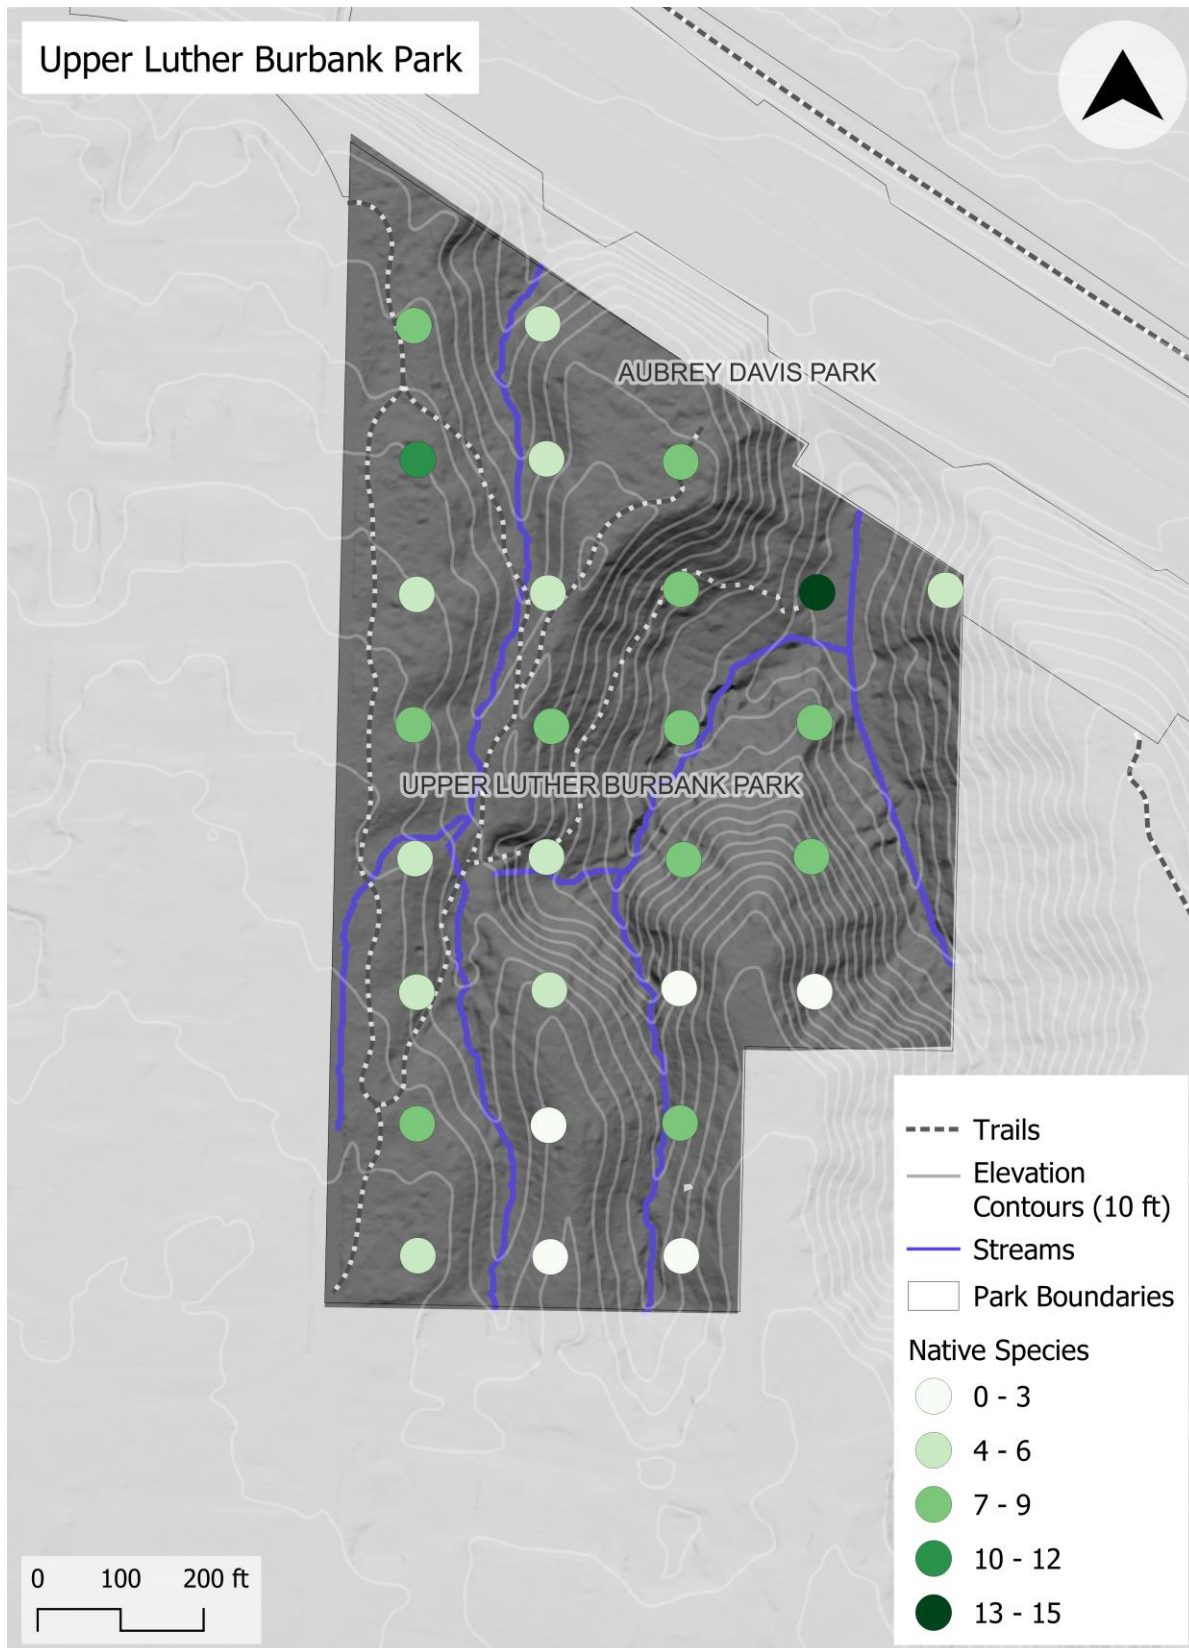 Upper Luther Burbank Park
AUBREY DAVIS PARK
UPPER LUTHER BURBANK PARK
Trails
Elevation
Contours (10 ft)
Streams
Park Boundaries
Native Species
0 - 3
4 - 6
7 - 9
10 - 12
13 - 15
0 100 200 ft